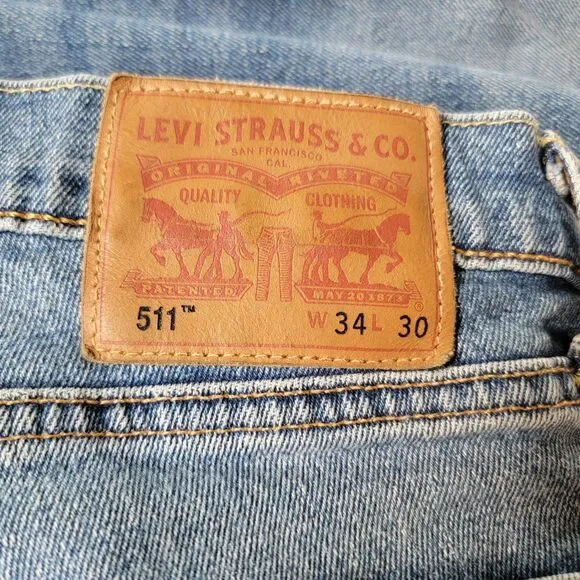 LEVI STRAUSS & CO.
SAN FRANCISCO
CAL.
ORIGINAL RIVETED
QUALITY CLOTHING
PATENTED MAY 20 1873
511™ W 34 L 30